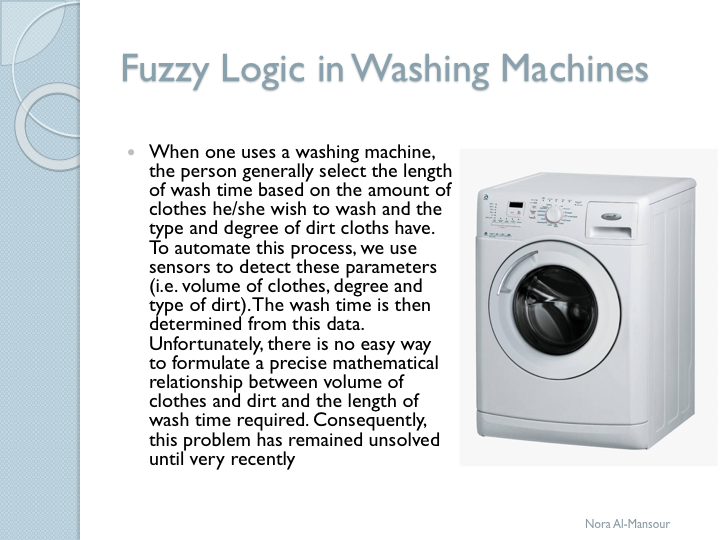 Fuzzy Logic in Washing Machines
When one uses a washing machine,
the person generally select the length
of wash time based on the amount of
clothes he/she wish to wash and the
type and degree of dirt cloths have.
To automate this process, we use
sensors to detect these parameters
(i.e. volume of clothes, degree and
type of dirt). The wash time is then
determined from this data.
Unfortunately, there is no easy way
to formulate a precise mathematical
relationship between volume of
clothes and dirt and the length of
wash time required. Consequently,
this problem has remained unsolved
until very recently
Nora Al-Mansour